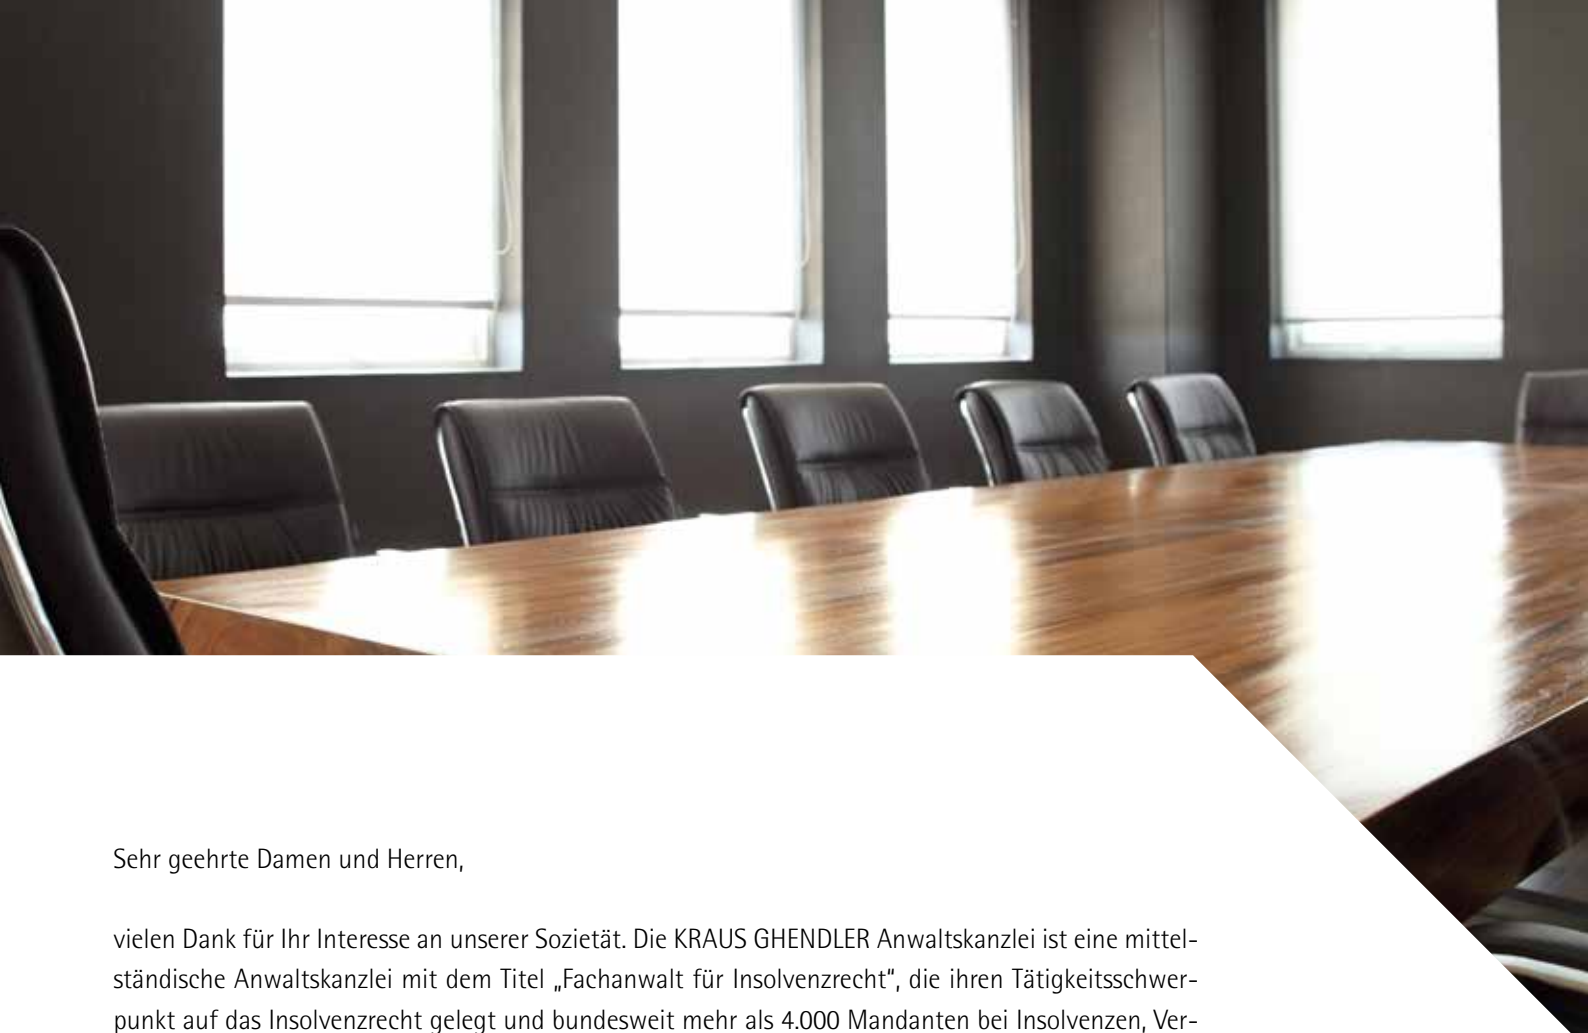 Sehr geehrte Damen und Herren,
vielen Dank für Ihr Interesse an unserer Sozietät. Die KRAUS GHENDLER Anwaltskanzlei ist eine mittel-
ständische Anwaltskanzlei mit dem Titel „Fachanwalt für Insolvenzrecht“, die ihren Tätigkeitsschwer-
punkt auf das Insolvenzrecht gelegt und bundesweit mehr als 4.000 Mandanten bei Insolvenzen, Ver-